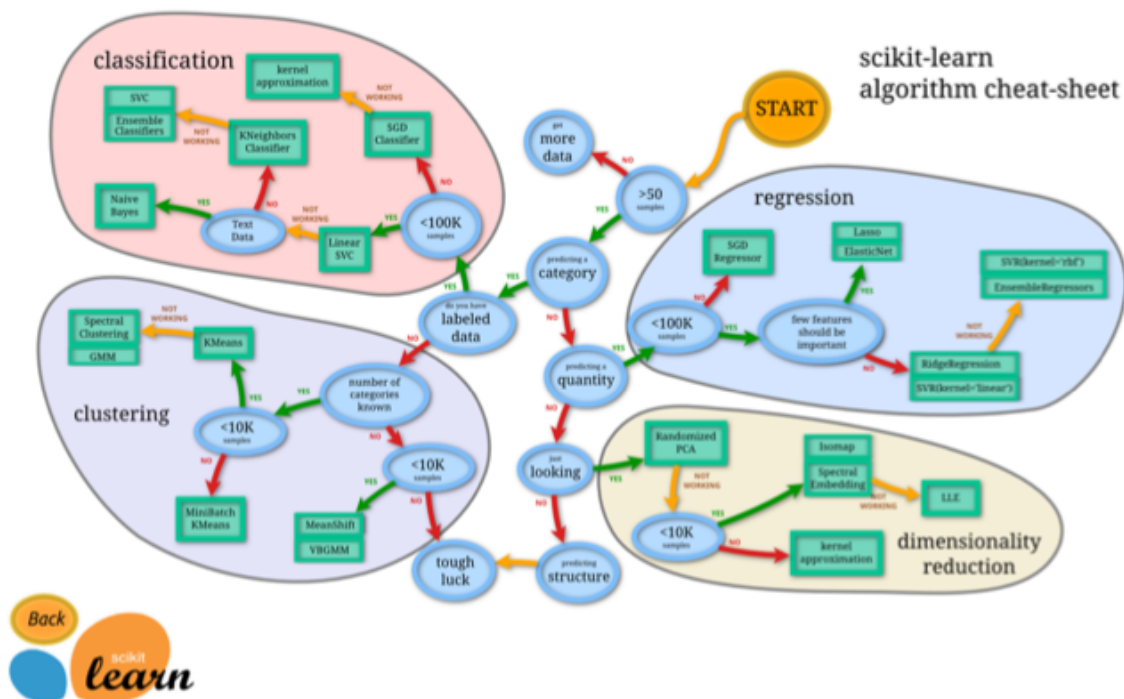 scikit-learn
algorithm cheat-sheet
START
classification
kernel
approximation
NOT
WORKING
SVC
Ensemble
Classifiers
NOT
WORKING
KNeighbors
Classifier
SGD
Classifier
NO
NO
Naive
Bayes
YES
Text
Data
NOT
WORKING
Linear
SVC
YES
<100K
samples
YES
get
more
data
NO
>50
samples
YES
predicting a
category
YES
NO
do you have
labeled
data
NO
predicting a
quantity
YES
NO
just
looking
YES
NO
predicting
structure
tough
luck
regression
SGD
Regressor
NO
<100K
samples
YES
Lasso
ElasticNet
YES
few features
should be
important
NO
SVR(kernel='rbf')
EnsembleRegressors
NOT
WORKING
RidgeRegression
SVR(kernel='linear')
clustering
Spectral
Clustering
GMM
NOT
WORKING
KMeans
YES
<10K
samples
YES
number of
categories
known
NO
NO
MiniBatch
KMeans
<10K
samples
YES
NO
MeanShift
VBGMM
Randomized
PCA
NOT
WORKING
<10K
samples
YES
NO
Isomap
Spectral
Embedding
NOT
WORKING
LLE
kernel
approximation
dimensionality
reduction
Back
scikit
learn